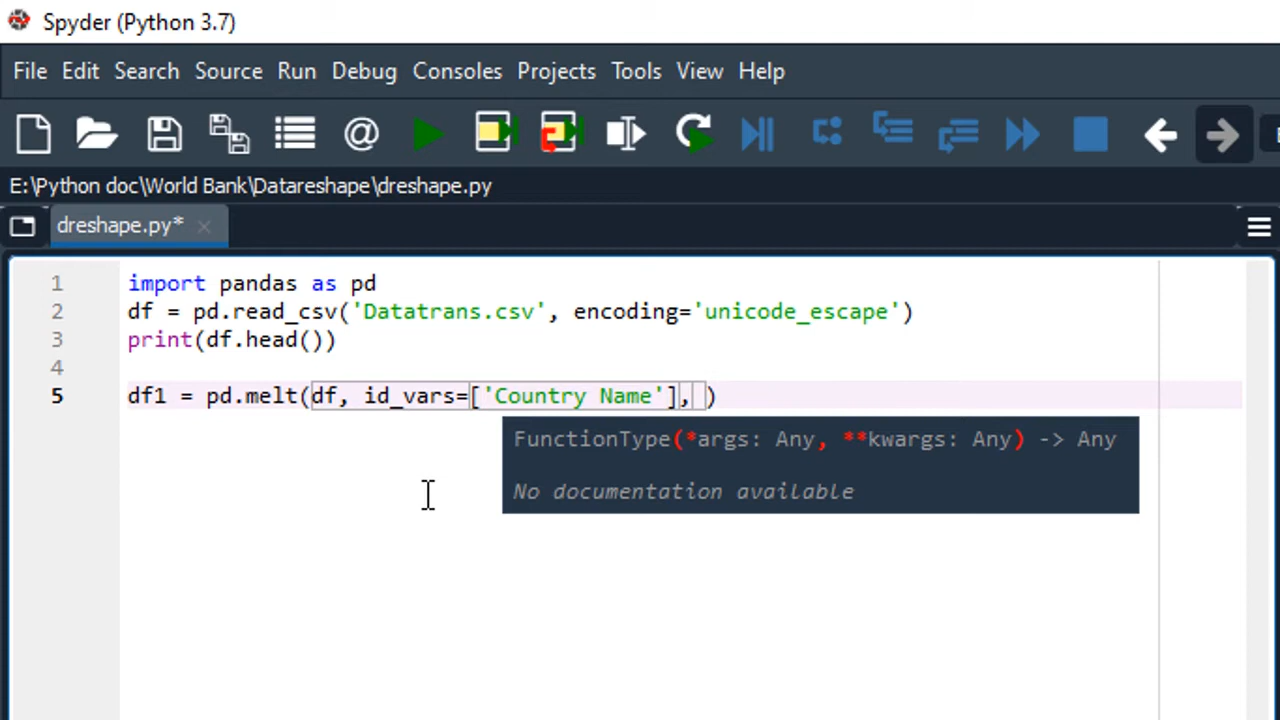 Spyder (Python 3.7)
File Edit Search Source Run Debug Consoles Projects Tools View Help
E:\Python doc\World Bank\Datareshape\dreshape.py
dreshape.py*
1 import pandas as pd
2 df = pd.read_csv('Datatrans.csv', encoding='unicode_escape')
3 print(df.head())
4
5 df1 = pd.melt(df, id_vars=['Country Name'], )
FunctionType(*args: Any, **kwargs: Any) -> Any
No documentation available